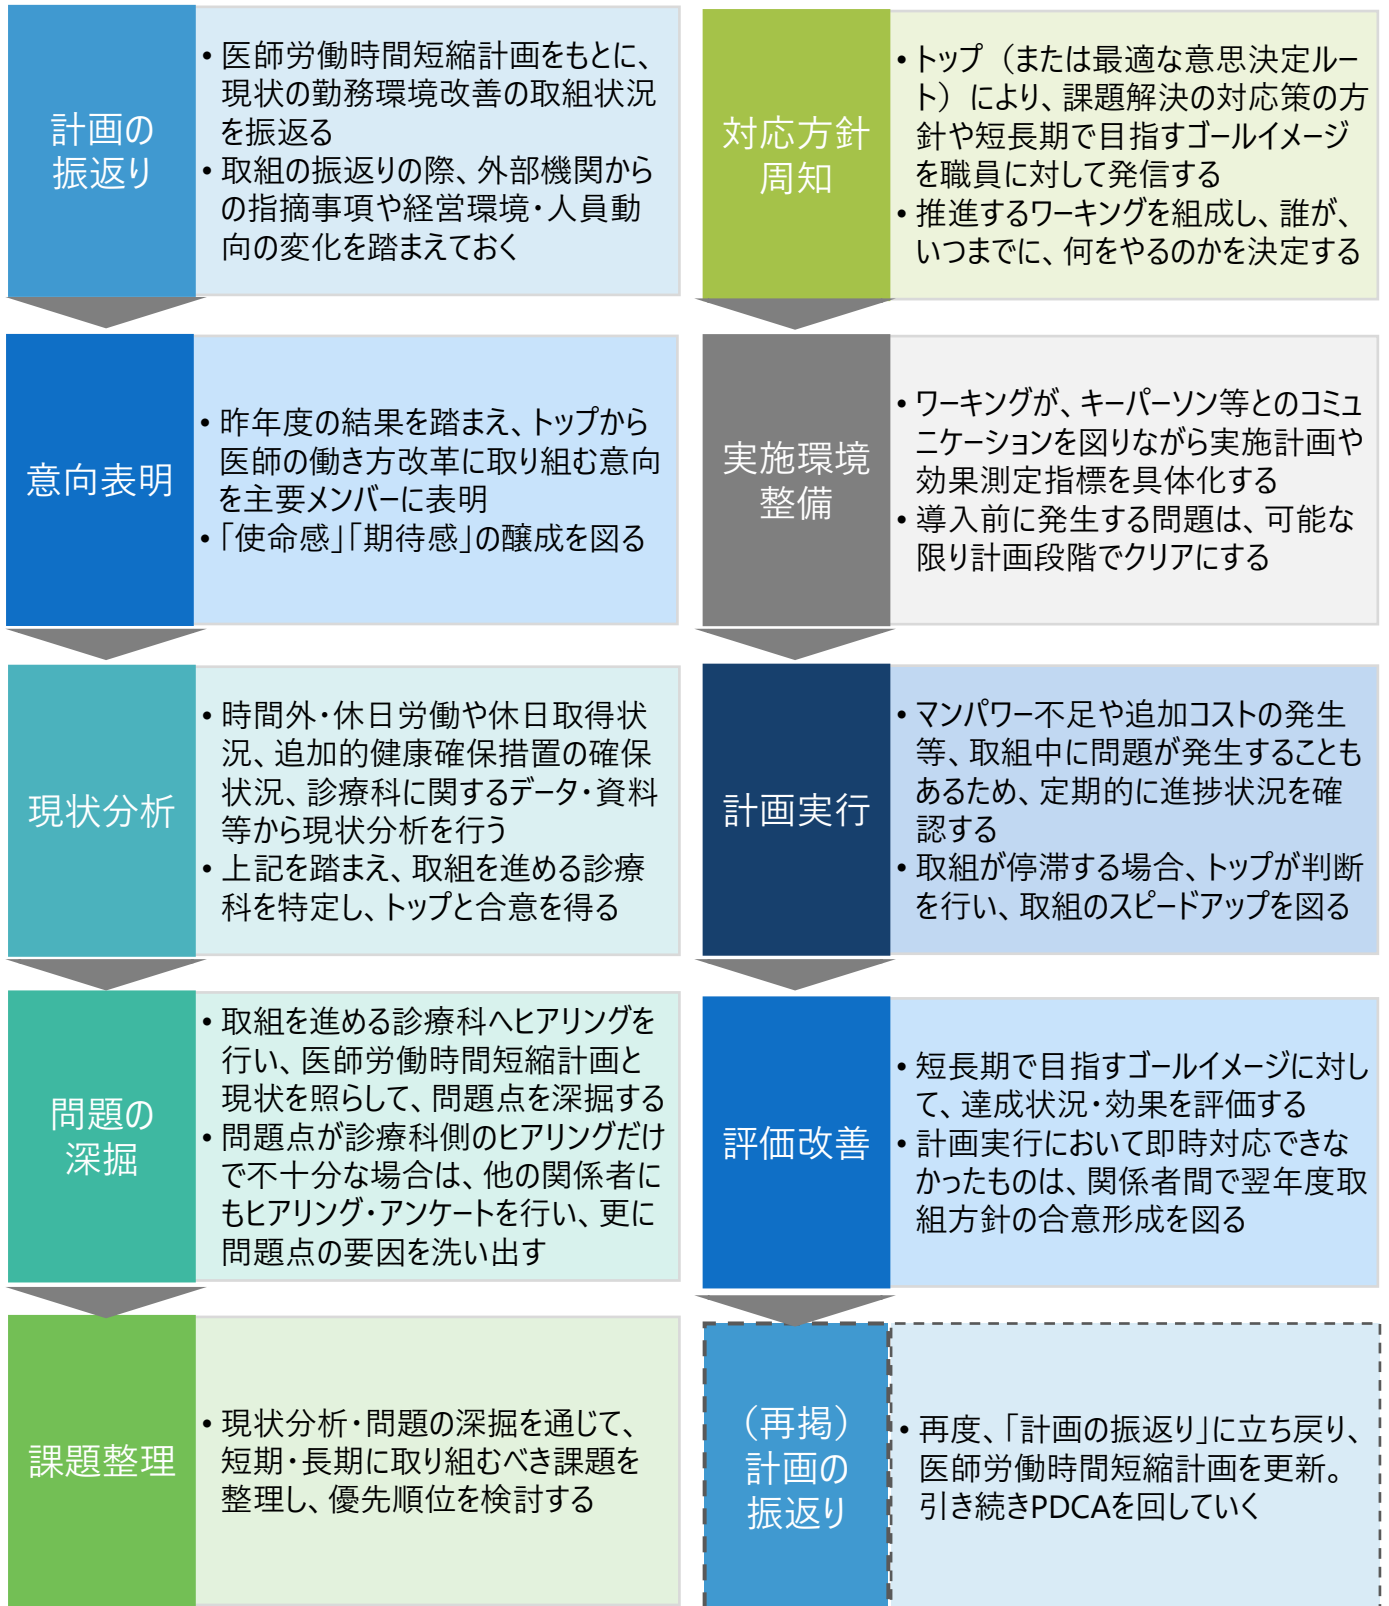 計画の
振返り
• 医師労働時間短縮計画をもとに、
現状の勤務環境改善の取組状況
を振返る
• 取組の振返りの際、外部機関から
の指摘事項や経営環境・人員動
向の変化を踏まえておく
意向表明
• 昨年度の結果を踏まえ、トップから
医師の働き方改革に取り組む意向
を主要メンバーに表明
• 「使命感」「期待感」の醸成を図る
現状分析
• 時間外・休日労働や休日取得状
況、追加的健康確保措置の確保
状況、診療科に関するデータ・資料
等から現状分析を行う
• 上記を踏まえ、取組を進める診療
科を特定し、トップと合意を得る
問題の
深掘
• 取組を進める診療科へヒアリングを
行い、医師労働時間短縮計画と
現状を照らして、問題点を深掘する
• 問題点が診療科側のヒアリングだけ
で不十分な場合は、他の関係者に
もヒアリング・アンケートを行い、更に
問題点の要因を洗い出す
課題整理
• 現状分析・問題の深掘を通じて、
短期・長期に取り組むべき課題を
整理し、優先順位を検討する
対応方針
周知
• トップ（または最適な意思決定ルー
ト）により、課題解決の対応策の方
針や短長期で目指すゴールイメージ
を職員に対して発信する
• 推進するワーキングを組成し、誰が、
いつまでに、何をやるのかを決定する
実施環境
整備
• ワーキングが、キーパーソン等とのコミュ
ニケーションを図りながら実施計画や
効果測定指標を具体化する
• 導入前に発生する問題は、可能な
限り計画段階でクリアにする
計画実行
• マンパワー不足や追加コストの発生
等、取組中に問題が発生することも
あるため、定期的に進捗状況を確
認する
• 取組が停滞する場合、トップが判断
を行い、取組のスピードアップを図る
評価改善
• 短長期で目指すゴールイメージに対し
て、達成状況・効果を評価する
• 計画実行において即時対応できな
かったものは、関係者間で翌年度取
組方針の合意形成を図る
（再掲）
計画の
振返り
• 再度、「計画の振返り」に立ち戻り、
医師労働時間短縮計画を更新。
引き続きPDCAを回していく